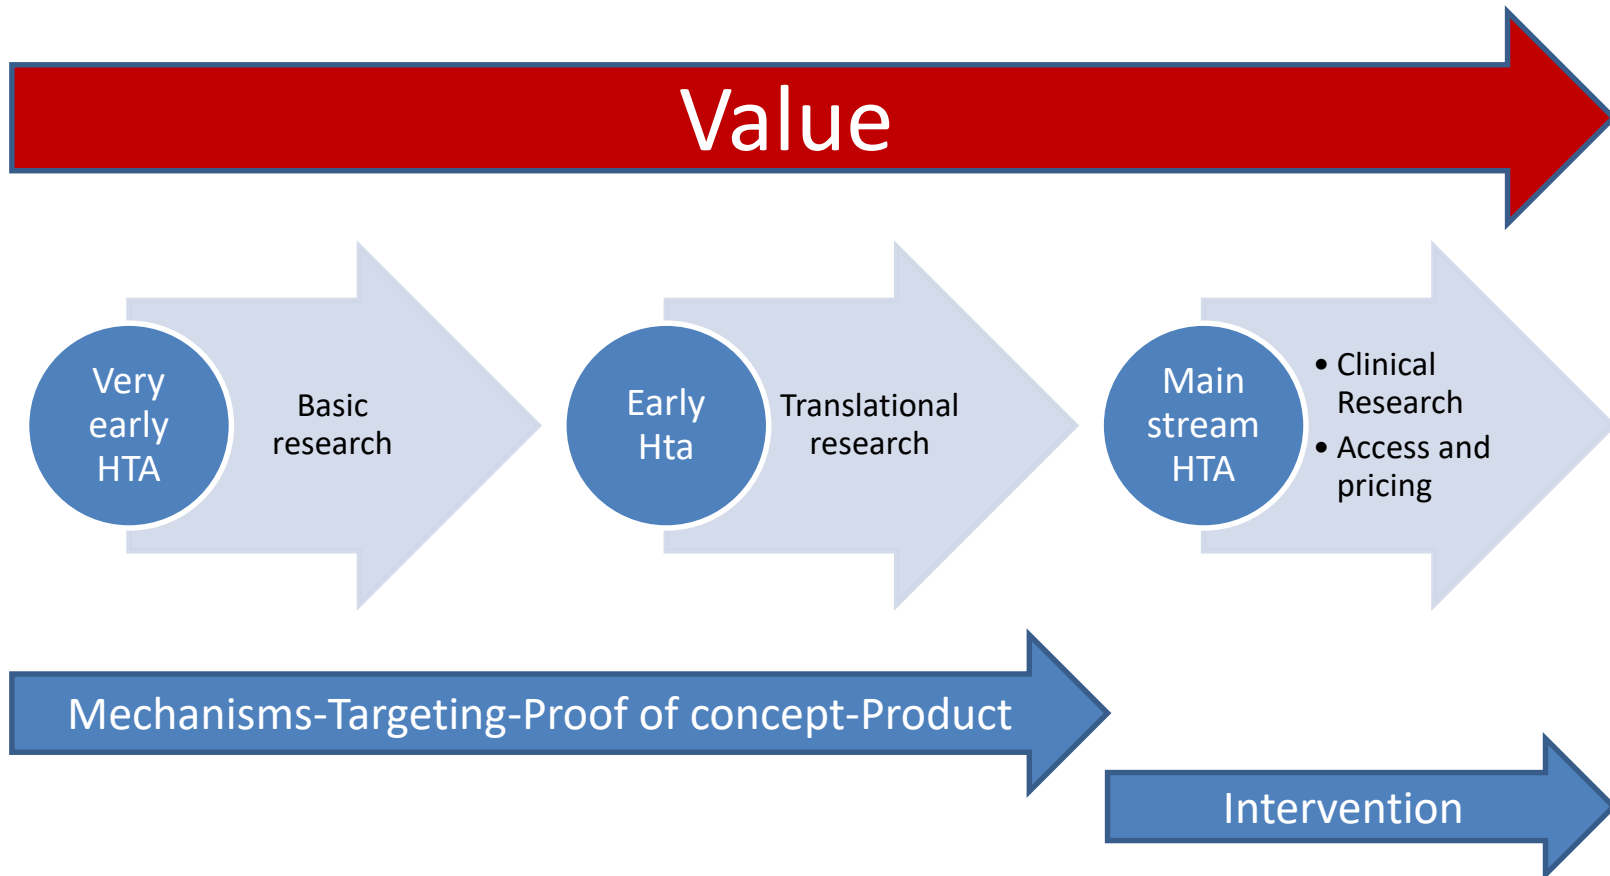 Value
Very
early
HTA
Basic
research
Early
Hta
Translational
research
Main
stream
HTA
• Clinical
Research
• Access and
pricing
Mechanisms-Targeting-Proof of concept-Product
Intervention